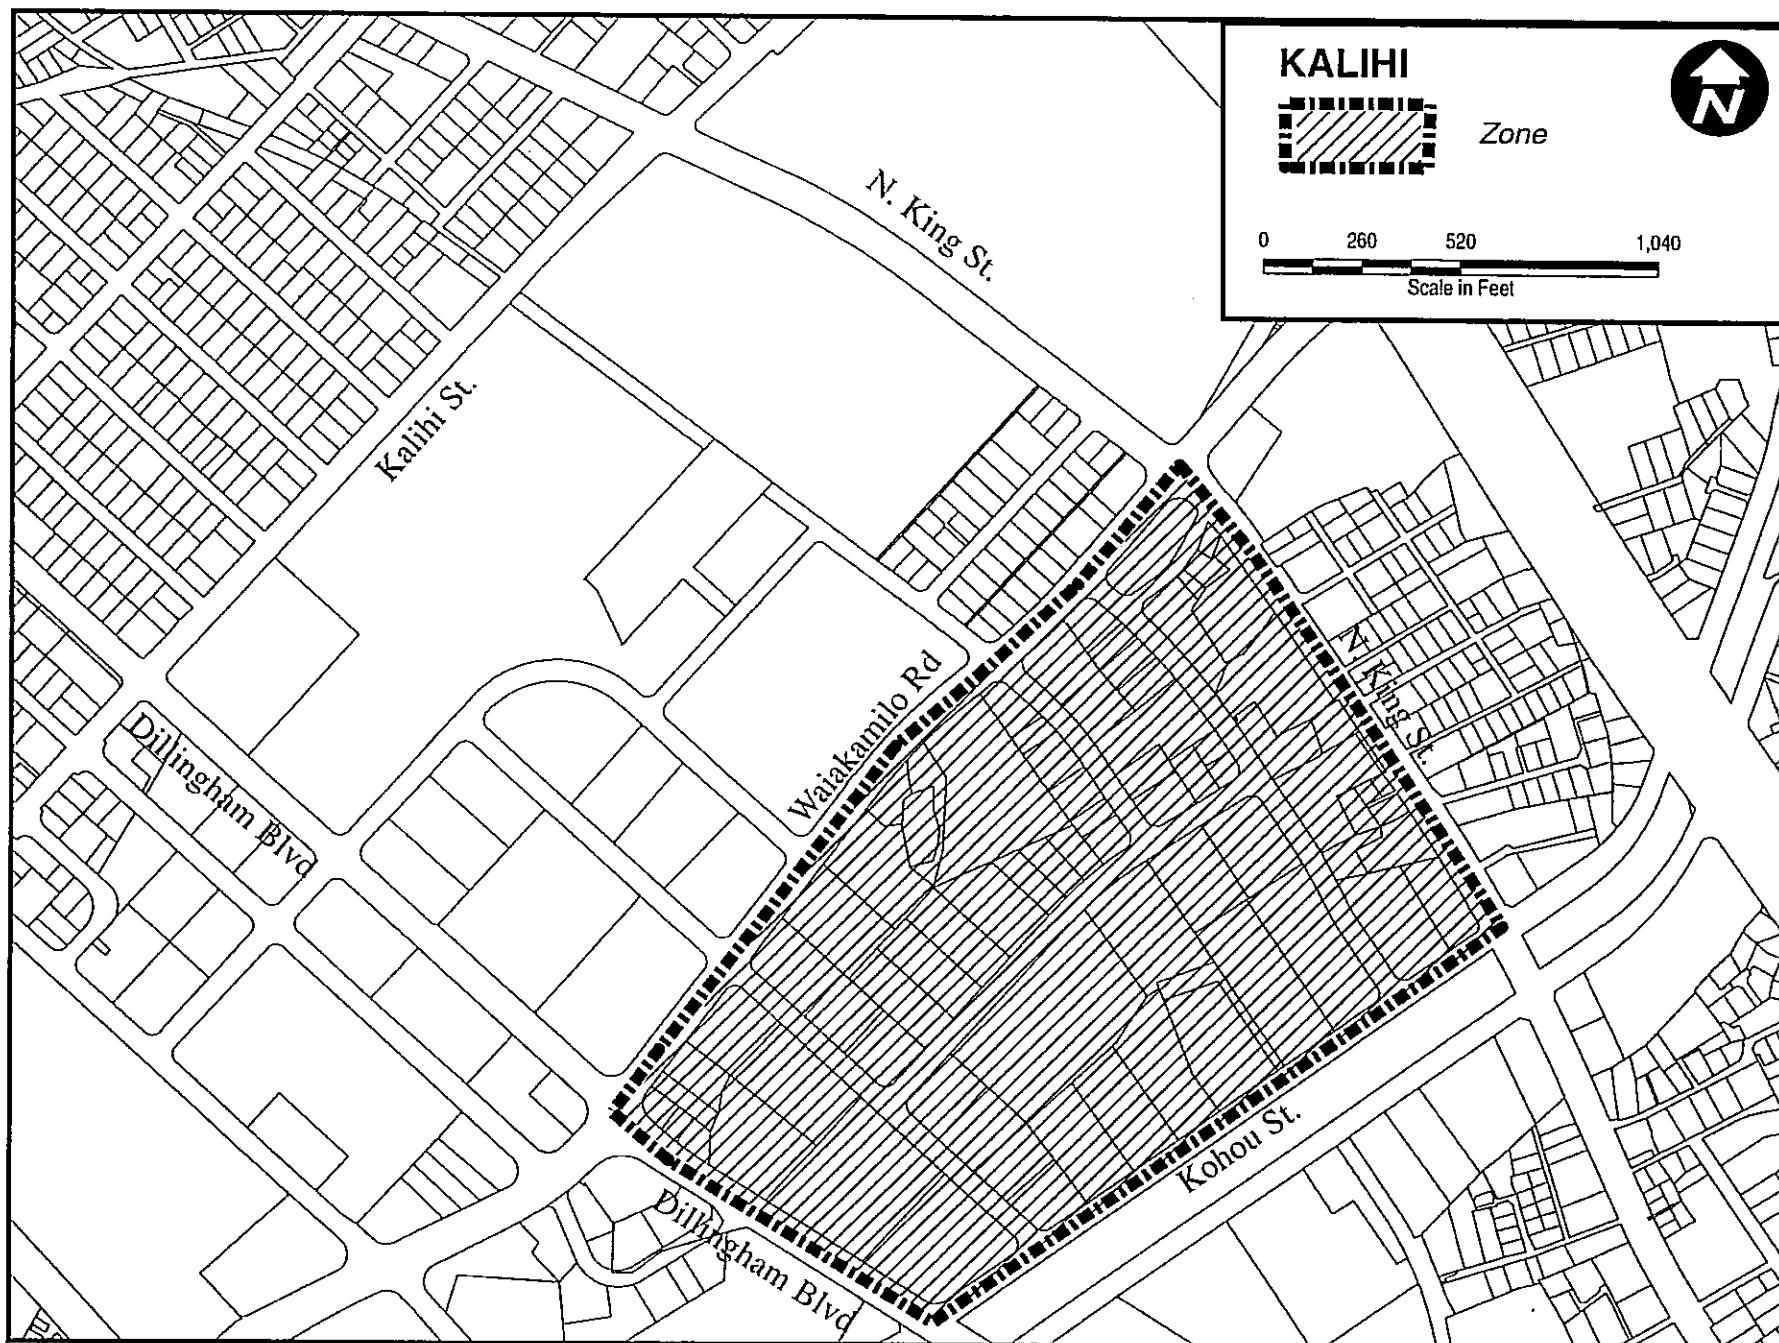 KALIHI
N
Zone
0 260 520 1,040
Scale in Feet
N. King St.
Kalihi St.
N. King St.
Waiakamilo Rd
Dillingham Blvd
Kohou St.
Dillingham Blvd